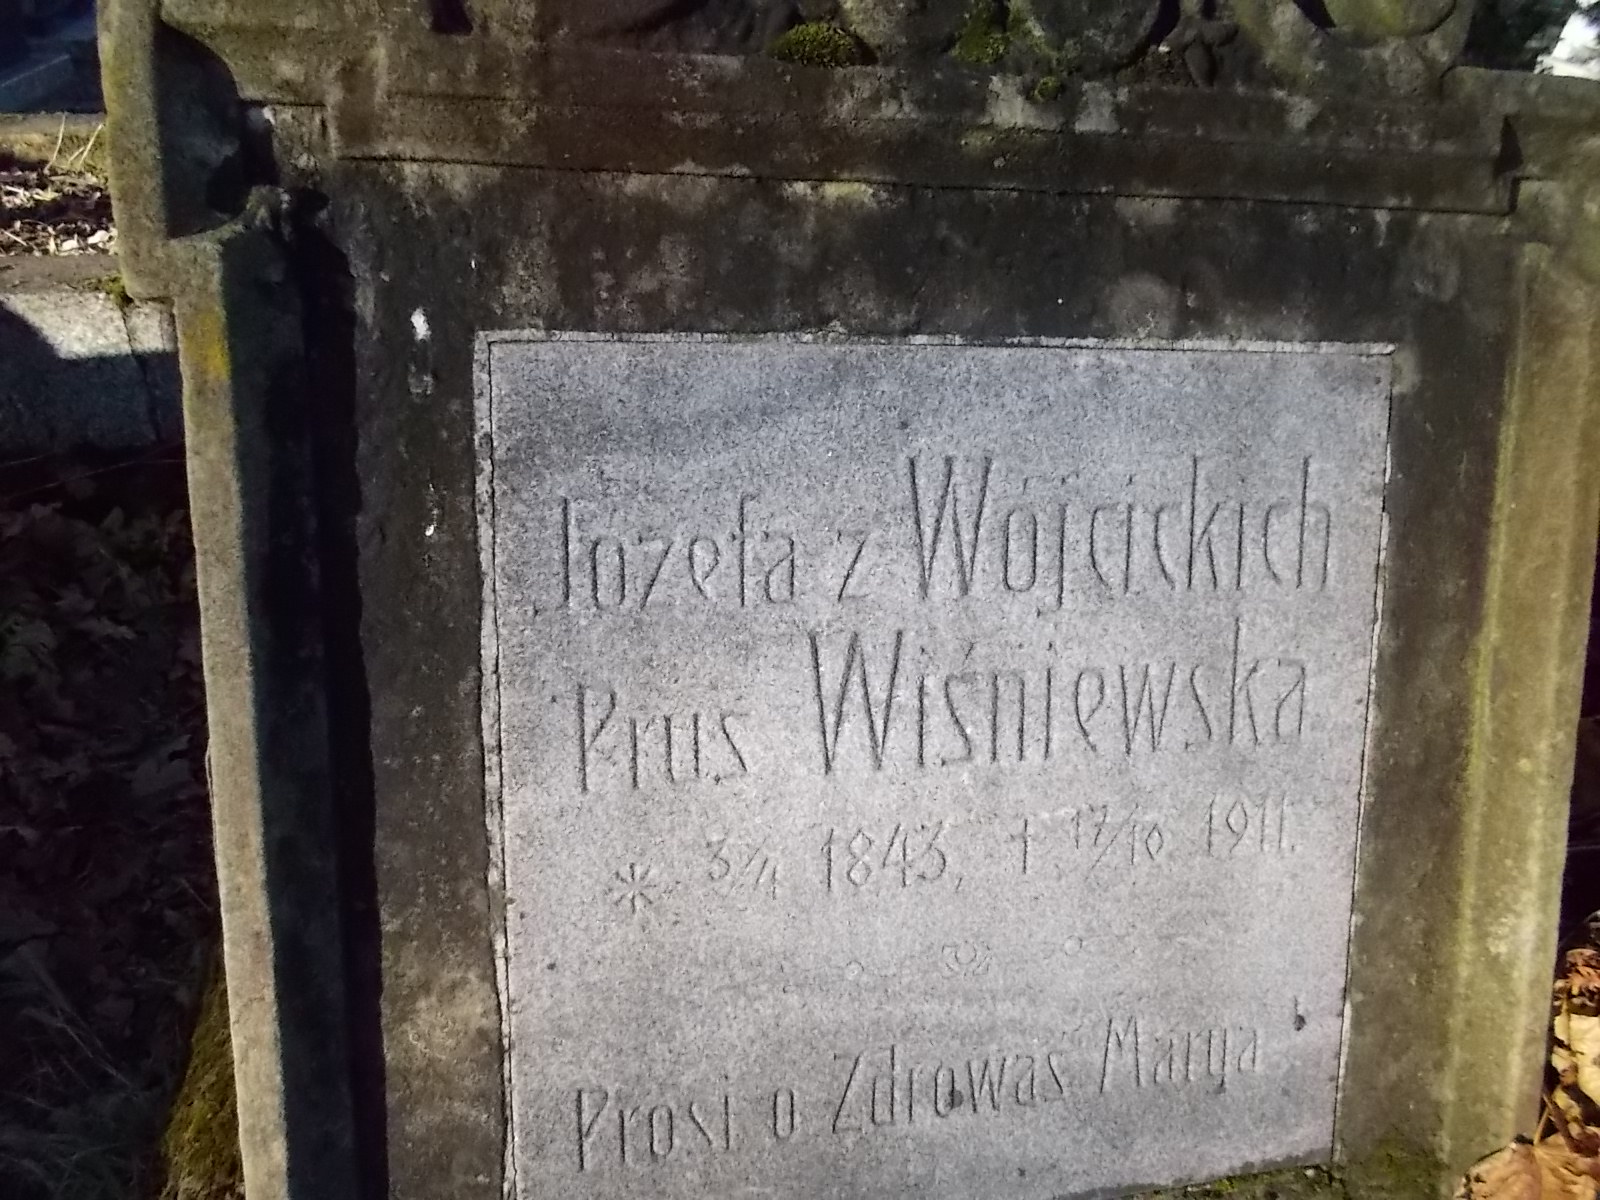 Józefa z Wójcickich
Prus Wiśniewska
* 3/4 1843, † 17/10 1911.
Prosi o Zdrowaś Marya!